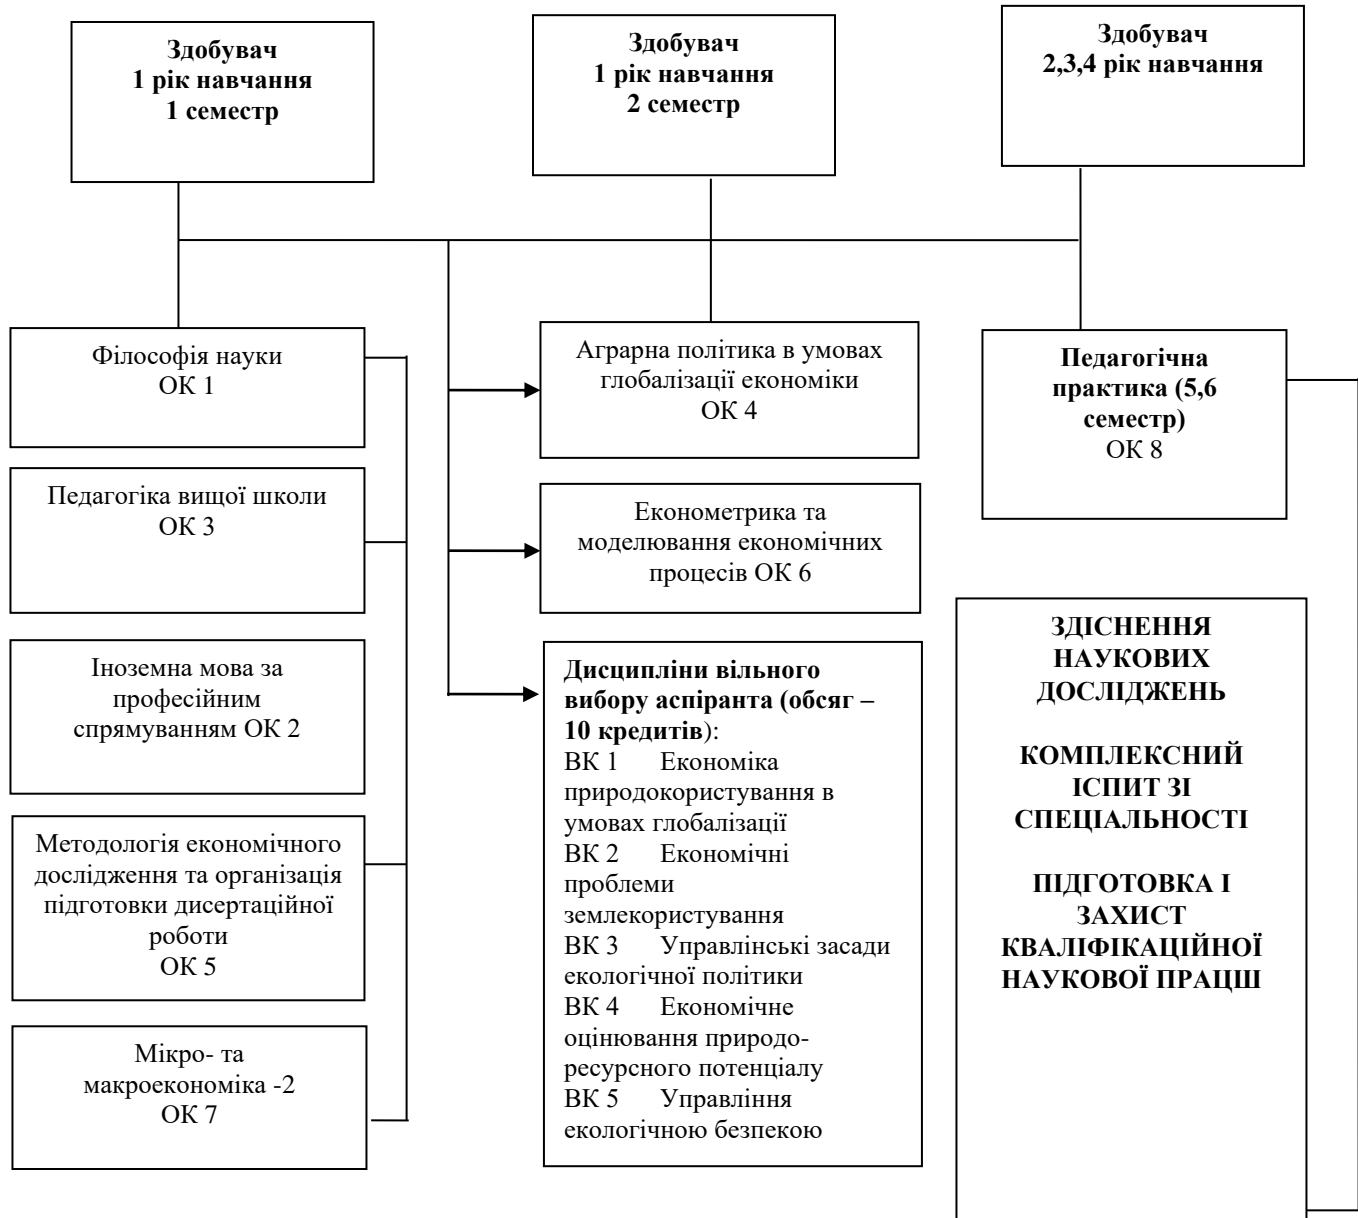 Здобувач
1 рік навчання
1 семестр
Здобувач
1 рік навчання
2 семестр
Здобувач
2,3,4 рік навчання
Філософія науки
ОК 1
Педагогіка вищої школи
ОК 3
Іноземна мова за
професійним
спрямуванням ОК 2
Методологія економічного
дослідження та організація
підготовки дисертаційної
роботи
ОК 5
Мікро- та
макроекономіка -2
ОК 7
Аграрна політика в умовах
глобалізації економіки
ОК 4
Економетрика та
моделювання економічних
процесів ОК 6
Дисципліни вільного
вибору аспіранта (обсяг –
10 кредитів):
ВК 1 Економіка
природокористування в
умовах глобалізації
ВК 2 Економічні
проблеми
землекористування
ВК 3 Управлінські засади
екологічної політики
ВК 4 Економічне
оцінювання природо-
ресурсного потенціалу
ВК 5 Управління
екологічною безпекою
Педагогічна
практика (5,6
семестр)
ОК 8
ЗДІСНЕННЯ
НАУКОВИХ
ДОСЛІДЖЕНЬ
КОМПЛЕКСНИЙ
ІСПИТ ЗІ
СПЕЦІАЛЬНОСТІ
ПІДГОТОВКА І
ЗАХИСТ
КВАЛІФІКАЦІЙНОЇ
НАУКОВОЇ ПРАЦШ